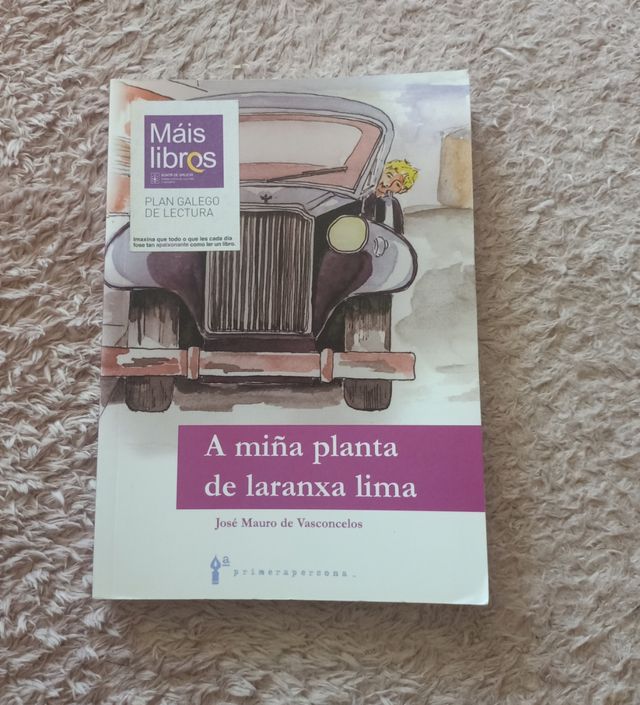 Máis
libros
XUNTA DE GALICIA
PLAN GALEGO
DE LECTURA
Imaxina que todo o que les cada día
fose tan apaixonante como ler un libro.
A miña planta
de laranxa lima
José Mauro de Vasconcelos
a
primerapersona.